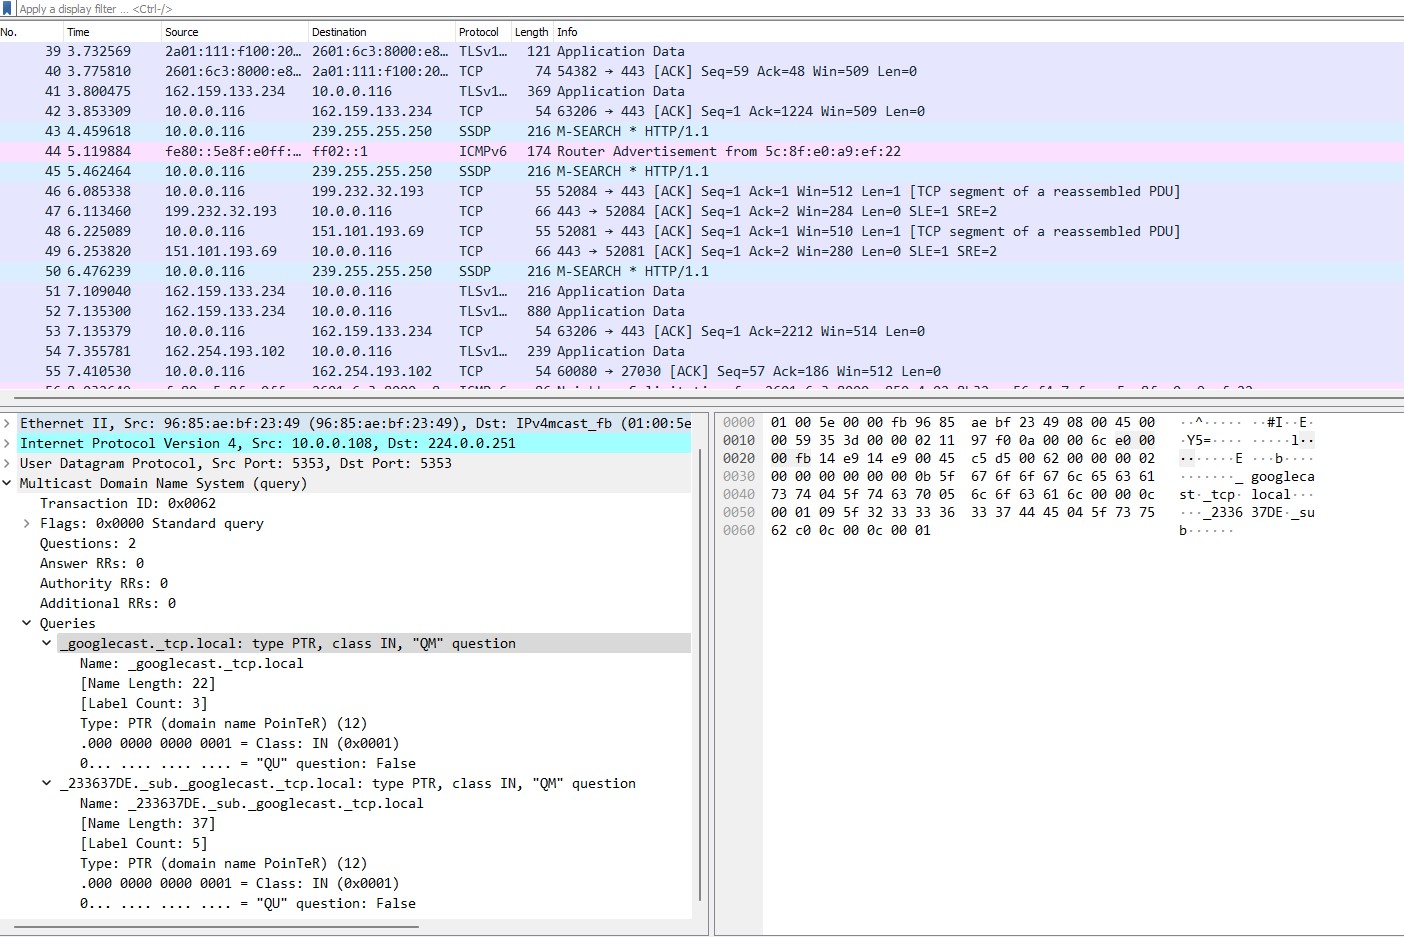 Apply a display filter ... <Ctrl-/>
No. Time Source Destination Protocol Length Info
39 3.732569 2a01:111:f100:20… 2601:6c3:8000:e8… TLSv1… 121 Application Data
40 3.775810 2601:6c3:8000:e8… 2a01:111:f100:20… TCP 74 54382 → 443 [ACK] Seq=59 Ack=48 Win=509 Len=0
41 3.800475 162.159.133.234 10.0.0.116 TLSv1… 369 Application Data
42 3.853309 10.0.0.116 162.159.133.234 TCP 54 63206 → 443 [ACK] Seq=1 Ack=1224 Win=509 Len=0
43 4.459618 10.0.0.116 239.255.255.250 SSDP 216 M-SEARCH * HTTP/1.1
44 5.119884 fe80::5e8f:e0ff:… ff02::1 ICMPv6 174 Router Advertisement from 5c:8f:e0:a9:ef:22
45 5.462464 10.0.0.116 239.255.255.250 SSDP 216 M-SEARCH * HTTP/1.1
46 6.085338 10.0.0.116 199.232.32.193 TCP 55 52084 → 443 [ACK] Seq=1 Ack=1 Win=512 Len=1 [TCP segment of a reassembled PDU]
47 6.113460 199.232.32.193 10.0.0.116 TCP 66 443 → 52084 [ACK] Seq=1 Ack=2 Win=284 Len=0 SLE=1 SRE=2
48 6.225089 10.0.0.116 151.101.193.69 TCP 55 52081 → 443 [ACK] Seq=1 Ack=1 Win=510 Len=1 [TCP segment of a reassembled PDU]
49 6.253820 151.101.193.69 10.0.0.116 TCP 66 443 → 52081 [ACK] Seq=1 Ack=2 Win=280 Len=0 SLE=1 SRE=2
50 6.476239 10.0.0.116 239.255.255.250 SSDP 216 M-SEARCH * HTTP/1.1
51 7.109040 162.159.133.234 10.0.0.116 TLSv1… 216 Application Data
52 7.135300 162.159.133.234 10.0.0.116 TLSv1… 880 Application Data
53 7.135379 10.0.0.116 162.159.133.234 TCP 54 63206 → 443 [ACK] Seq=1 Ack=2212 Win=514 Len=0
54 7.355781 162.254.193.102 10.0.0.116 TLSv1… 239 Application Data
55 7.410530 10.0.0.116 162.254.193.102 TCP 54 60080 → 27030 [ACK] Seq=57 Ack=186 Win=512 Len=0
Ethernet II, Src: 96:85:ae:bf:23:49 (96:85:ae:bf:23:49), Dst: IPv4mcast_fb (01:00:5e
Internet Protocol Version 4, Src: 10.0.0.108, Dst: 224.0.0.251
User Datagram Protocol, Src Port: 5353, Dst Port: 5353
Multicast Domain Name System (query)
Transaction ID: 0x0062
Flags: 0x0000 Standard query
Questions: 2
Answer RRs: 0
Authority RRs: 0
Additional RRs: 0
Queries
_googlecast._tcp.local: type PTR, class IN, "QM" question
Name: _googlecast._tcp.local
[Name Length: 22]
[Label Count: 3]
Type: PTR (domain name PoinTeR) (12)
.000 0000 0000 0001 = Class: IN (0x0001)
0... .... .... .... = "QU" question: False
_233637DE._sub._googlecast._tcp.local: type PTR, class IN, "QM" question
Name: _233637DE._sub._googlecast._tcp.local
[Name Length: 37]
[Label Count: 5]
Type: PTR (domain name PoinTeR) (12)
.000 0000 0000 0001 = Class: IN (0x0001)
0... .... .... .... = "QU" question: False
0000 01 00 5e 00 00 fb 96 85 ae bf 23 49 08 00 45 00 ··^····· ··#I··E·
0010 00 59 35 3d 00 00 02 11 97 f0 0a 00 00 6c e0 00 ·Y5=···· ·····l··
0020 00 fb 14 e9 14 e9 00 45 c5 d5 00 62 00 00 00 02 ·······E ···b····
0030 00 00 00 00 00 00 0b 5f 67 6f 6f 67 6c 65 63 61 ·······_ googleca
0040 73 74 04 5f 74 63 70 05 6c 6f 63 61 6c 00 00 0c st·_tcp· local···
0050 00 01 09 5f 32 33 33 36 33 37 44 45 04 5f 73 75 ···_2336 37DE·_su
0060 62 c0 0c 00 0c 00 01 b······